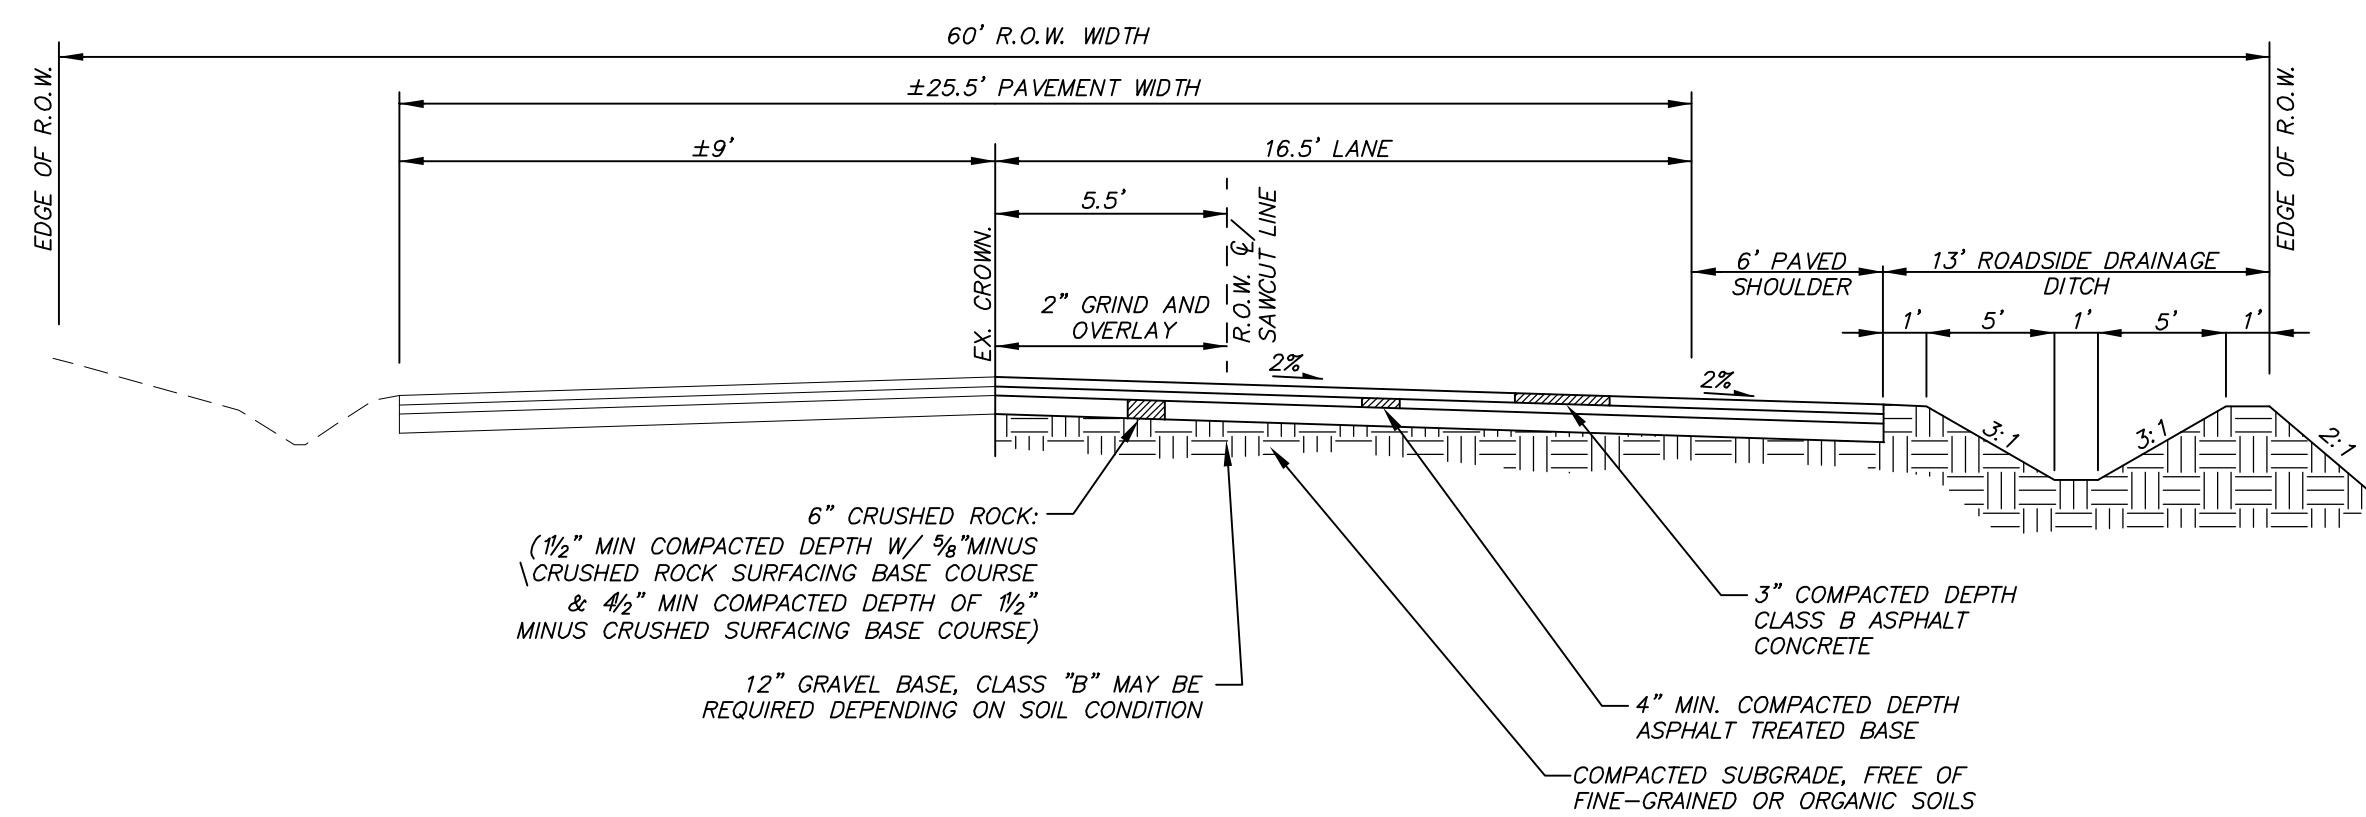 60' R.O.W. WIDTH
±25.5' PAVEMENT WIDTH
±9'
16.5' LANE
5.5'
EDGE OF R.O.W.
EX. CROWN.
R.O.W. ℄/
SAWCUT LINE
2" GRIND AND
OVERLAY
2%
2%
6' PAVED
SHOULDER
13' ROADSIDE DRAINAGE
DITCH
EDGE OF R.O.W.
1'
5'
1'
5'
1'
3:1
3:1
2:1
6" CRUSHED ROCK:
(1½" MIN COMPACTED DEPTH W/ ⅝"MINUS
\CRUSHED ROCK SURFACING BASE COURSE
& 4½" MIN COMPACTED DEPTH OF 1½"
MINUS CRUSHED SURFACING BASE COURSE)
12" GRAVEL BASE, CLASS "B" MAY BE
REQUIRED DEPENDING ON SOIL CONDITION
3" COMPACTED DEPTH
CLASS B ASPHALT
CONCRETE
4" MIN. COMPACTED DEPTH
ASPHALT TREATED BASE
COMPACTED SUBGRADE, FREE OF
FINE-GRAINED OR ORGANIC SOILS